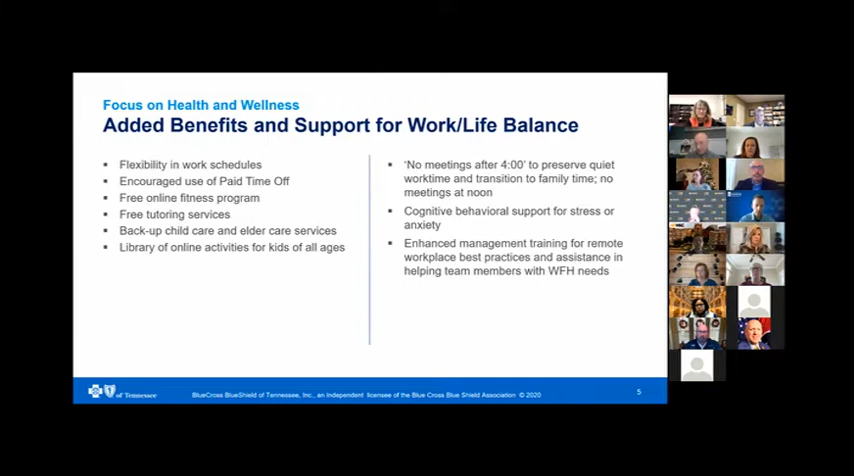 Focus on Health and Wellness
Added Benefits and Support for Work/Life Balance
▪ Flexibility in work schedules
▪ Encouraged use of Paid Time Off
▪ Free online fitness program
▪ Free tutoring services
▪ Back-up child care and elder care services
▪ Library of online activities for kids of all ages
▪ 'No meetings after 4:00' to preserve quiet
worktime and transition to family time; no
meetings at noon
▪ Cognitive behavioral support for stress or
anxiety
▪ Enhanced management training for remote
workplace best practices and assistance in
helping team members with WFH needs
of Tennessee
BlueCross BlueShield of Tennessee, Inc., an Independent licensee of the Blue Cross Blue Shield Association © 2020
5